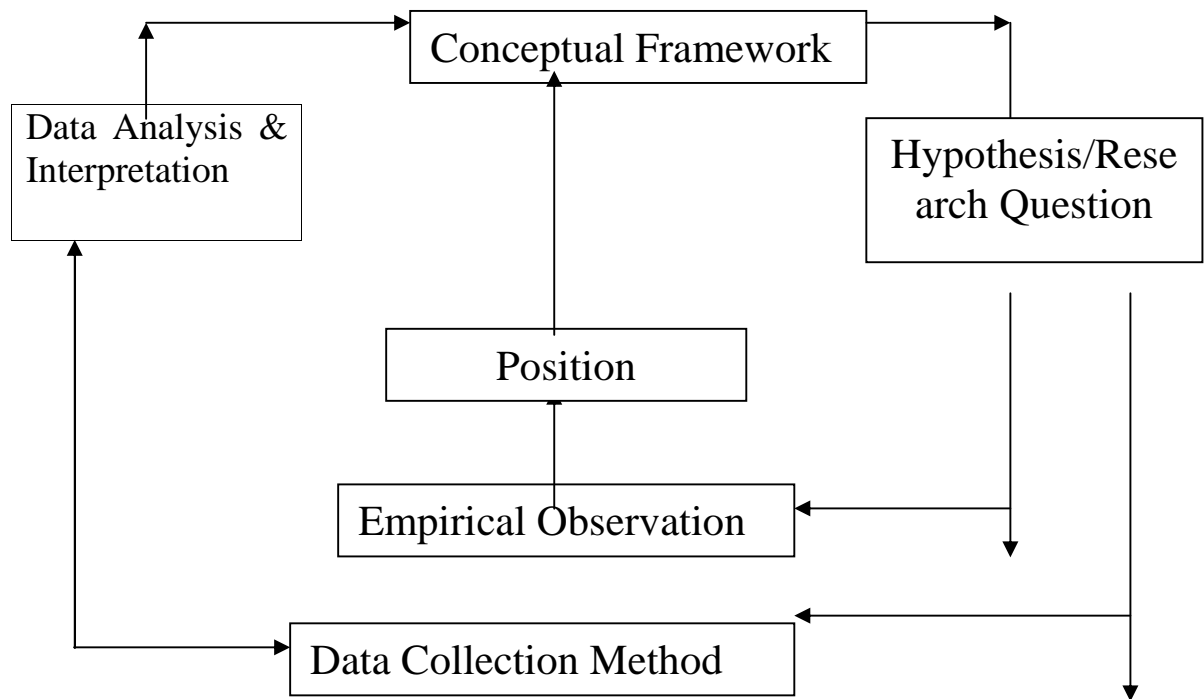 Conceptual Framework
Data Analysis &
Interpretation
Hypothesis/Rese
arch Question
Position
Empirical Observation
Data Collection Method